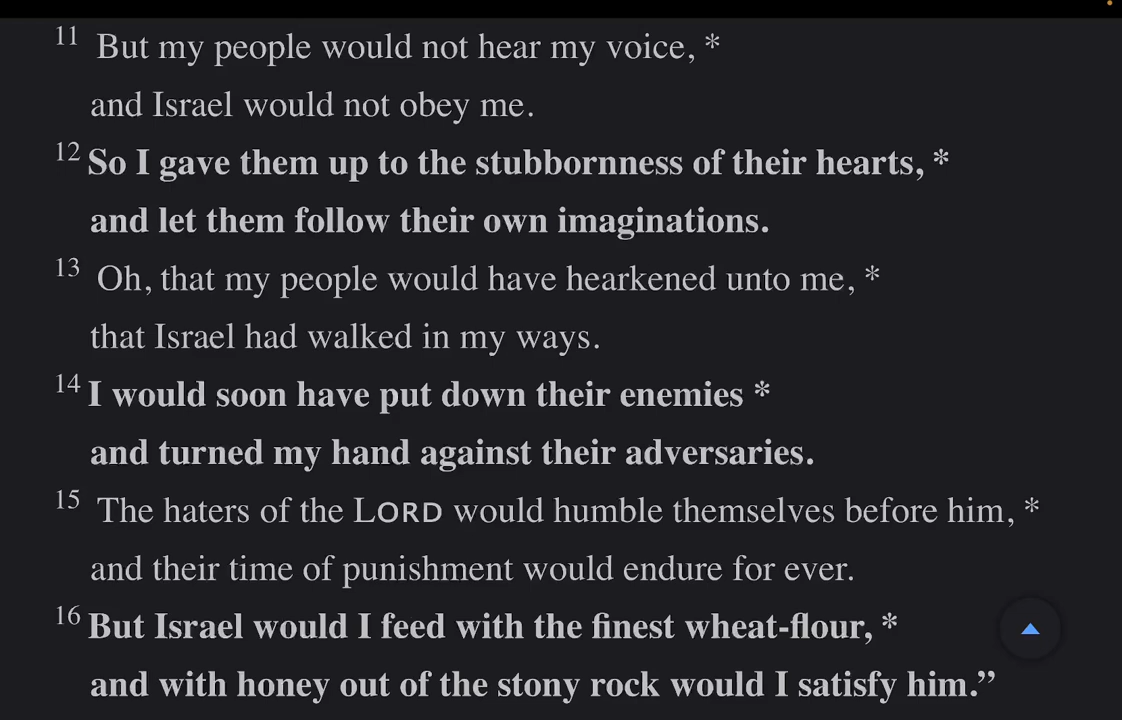 11 But my people would not hear my voice, *
and Israel would not obey me.
12 So I gave them up to the stubbornness of their hearts, *
and let them follow their own imaginations.
13 Oh, that my people would have hearkened unto me, *
that Israel had walked in my ways.
14 I would soon have put down their enemies *
and turned my hand against their adversaries.
15 The haters of the LORD would humble themselves before him, *
and their time of punishment would endure for ever.
16 But Israel would I feed with the finest wheat-flour, *
and with honey out of the stony rock would I satisfy him.”